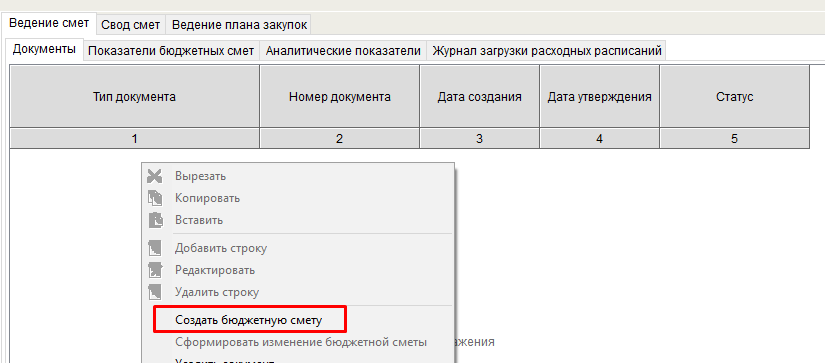 Ведение смет Свод смет Ведение плана закупок
Документы Показатели бюджетных смет Аналитические показатели Журнал загрузки расходных расписаний
Тип документа Номер документа Дата создания Дата утверждения Статус
1 2 3 4 5
Вырезать
Копировать
Вставить
Добавить строку
Редактировать
Удалить строку
Создать бюджетную смету
Сформировать изменение бюджетной сметы